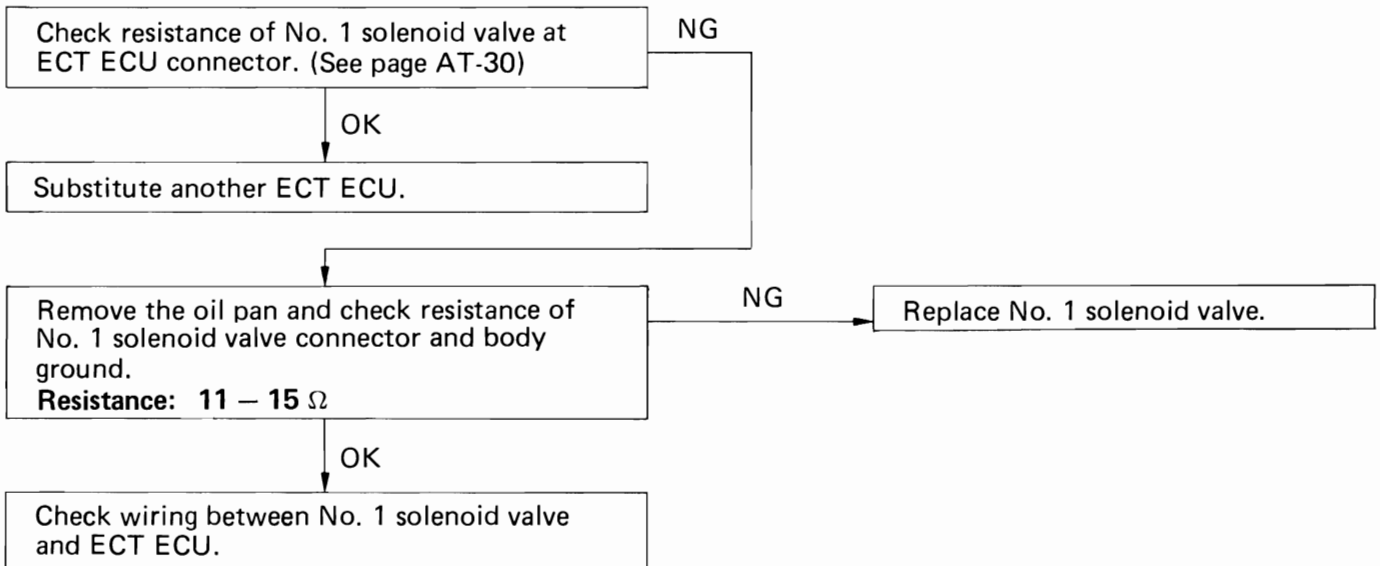 Check resistance of No. 1 solenoid valve at
ECT ECU connector. (See page AT-30)
NG
OK
Substitute another ECT ECU.
Remove the oil pan and check resistance of
No. 1 solenoid valve connector and body
ground.
Resistance: 11 – 15 Ω
NG
Replace No. 1 solenoid valve.
OK
Check wiring between No. 1 solenoid valve
and ECT ECU.